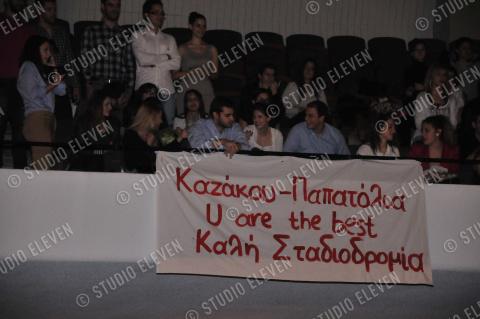 Καζάκου-Παπατόλια
U are the best
Καλή Σταδιοδρομία
© STUDIO ELEVEN